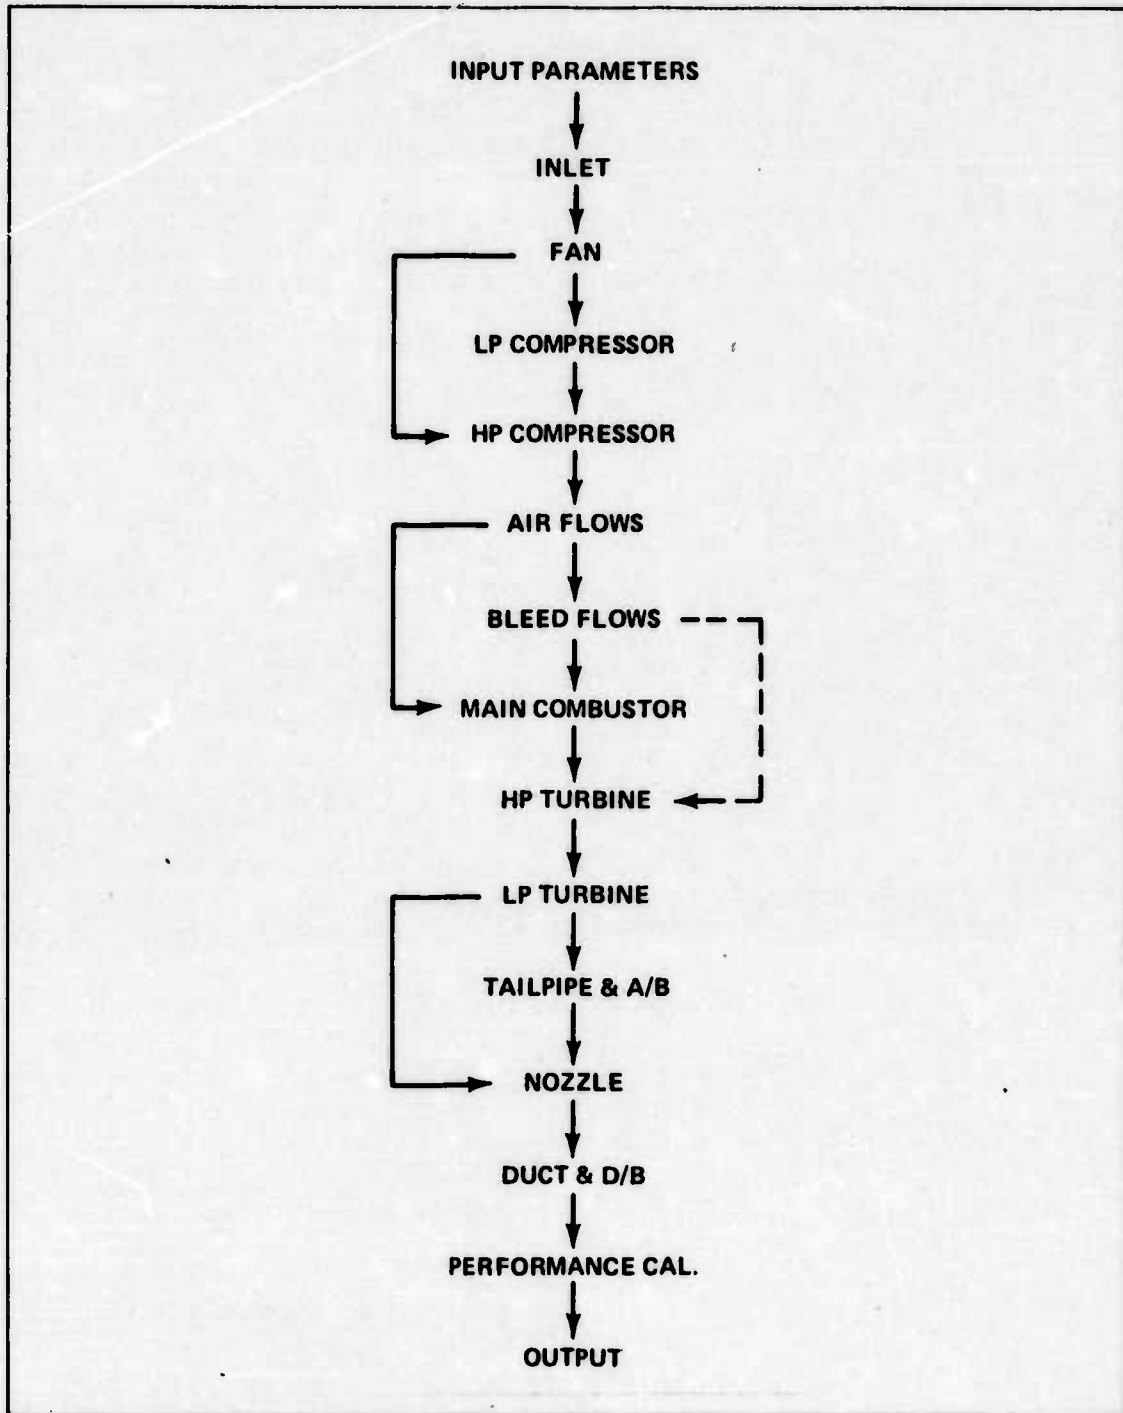 INPUT PARAMETERS
INLET
FAN
LP COMPRESSOR
HP COMPRESSOR
AIR FLOWS
BLEED FLOWS
MAIN COMBUSTOR
HP TURBINE
LP TURBINE
TAILPIPE & A/B
NOZZLE
DUCT & D/B
PERFORMANCE CAL.
OUTPUT